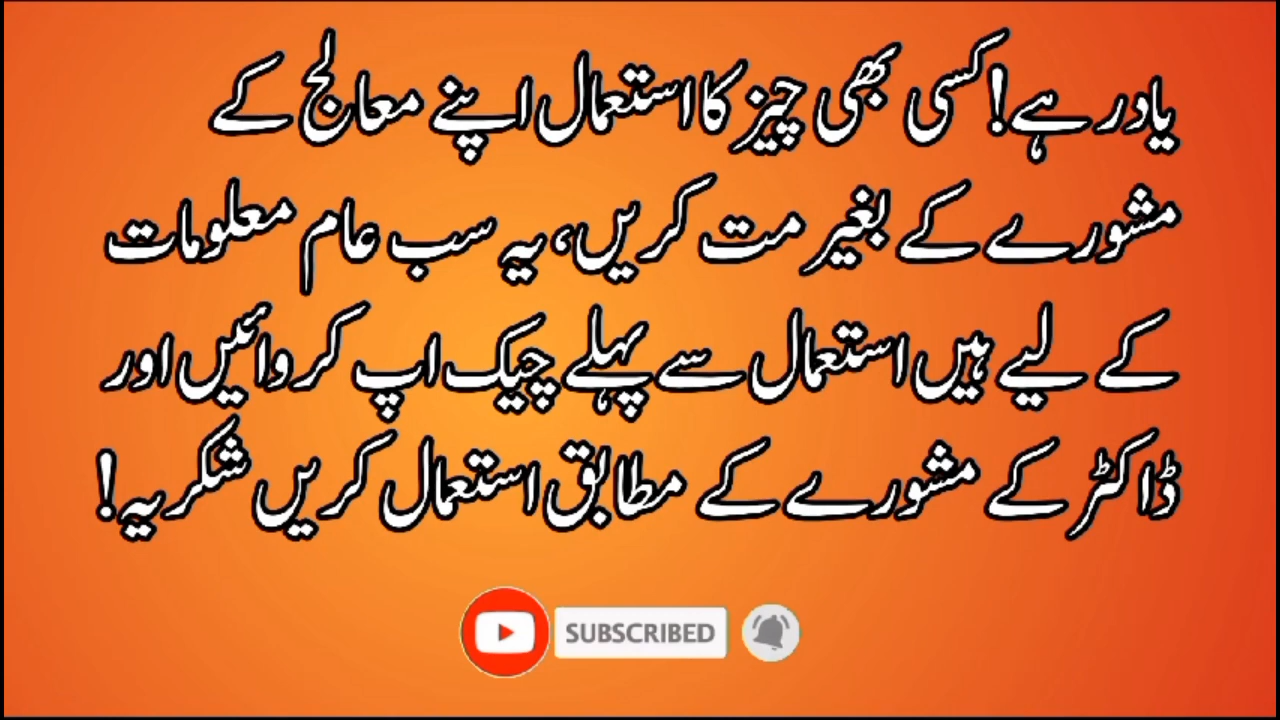 یاد رہے! کسی بھی چیز کا استعمال اپنے معالج کے
مشورے کے بغیر مت کریں، یہ سب عام معلومات
کے لیے ہیں استعمال سے پہلے چیک اپ کروائیں اور
ڈاکٹر کے مشورے کے مطابق استعمال کریں شکریہ!
SUBSCRIBED